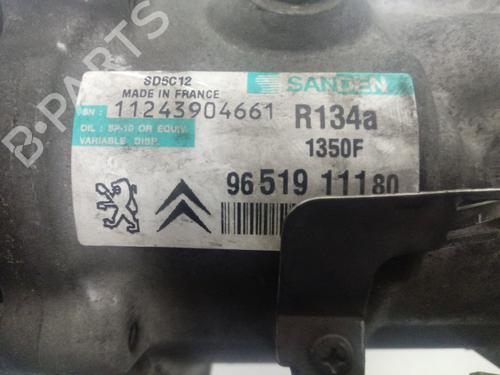 SD6C12
MADE IN FRANCE
SANDEN
SN : 11243904661
R134a
OIL : SP-10 OR EQUIV.
VARIABLE DISP.
1350F
96 519 111 80
B-PARTS